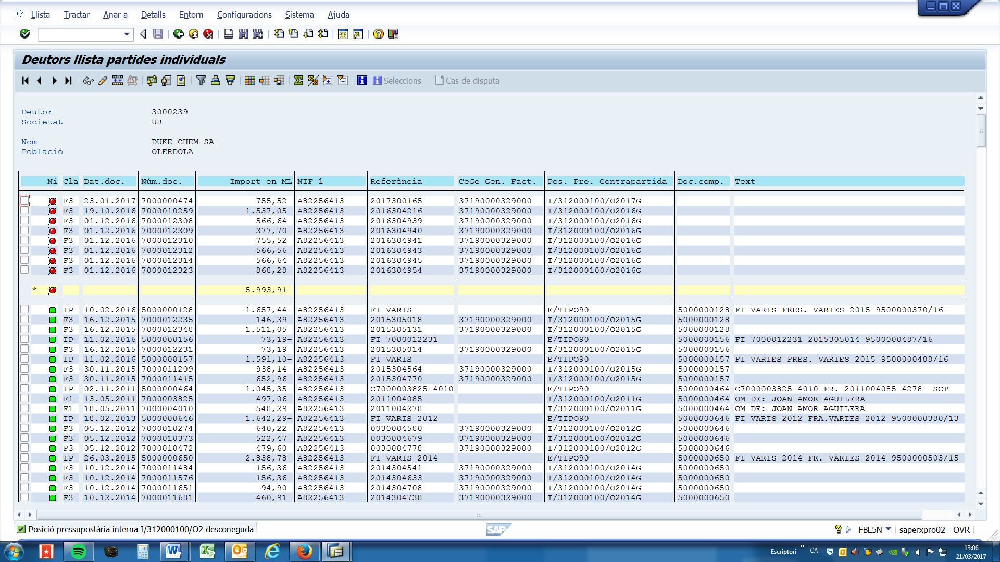 Llista Tractar Anar a Detalls Entorn Configuracions Sistema Ajuda
Deutors llista partides individuals
Seleccions Cas de disputa
Deutor 3000239
Societat UB
Nom DUKE CHEM SA
Població OLERDOLA
Ni Cla Dat.doc. Núm.doc. Import en ML NIF 1 Referència CeGe Gen. Fact. Pos. Pre. Contrapartida Doc.comp. Text
F3 23.01.2017 7000000474 755,52 A82256413 2017300165 37190000329000 I/312000100/O2017G
F3 19.10.2016 7000010259 1.537,05 A82256413 2016304216 37190000329000 I/312000100/O2016G
F3 01.12.2016 7000012308 566,64 A82256413 2016304939 37190000329000 I/312000100/O2016G
F3 01.12.2016 7000012309 377,70 A82256413 2016304940 37190000329000 I/312000100/O2016G
F3 01.12.2016 7000012310 755,52 A82256413 2016304941 37190000329000 I/312000100/O2016G
F3 01.12.2016 7000012312 566,56 A82256413 2016304943 37190000329000 I/312000100/O2016G
F3 01.12.2016 7000012314 566,64 A82256413 2016304945 37190000329000 I/312000100/O2016G
F3 01.12.2016 7000012323 868,28 A82256413 2016304954 37190000329000 I/312000100/O2016G
* 5.993,91
IP 10.02.2016 5000000128 1.657,44- A82256413 FI VARIS E/TIPO90 5000000128 FI VARIS FRES. VARIES 2015 9500000370/16
F3 16.12.2015 7000012235 146,39 A82256413 2015305018 37190000329000 I/312000100/O2015G 5000000128
F3 16.12.2015 7000012348 1.511,05 A82256413 2015305131 37190000329000 I/312000100/O2015G 5000000128
IP 11.02.2016 5000000156 73,19- A82256413 FI 7000012231 E/TIPO90 5000000156 FI 7000012231 2015305014 9500000487/16
F3 16.12.2015 7000012231 73,19 A82256413 2015305014 37190000329000 I/312000100/O2015G 5000000156
IP 11.02.2016 5000000157 1.591,10- A82256413 FI VARIS E/TIPO90 5000000157 FI VARIES FRES. VARIES 2015 9500000488/16
F3 30.11.2015 7000011209 938,14 A82256413 2015304564 37190000329000 I/312000100/O2015G 5000000157
F3 30.11.2015 7000011415 652,96 A82256413 2015304770 37190000329000 I/312000100/O2015G 5000000157
IP 02.11.2011 5000000464 1.045,35- A82256413 C7000003825-4010 E/TIPO90 5000000464 C7000003825-4010 FR. 2011004085-4278 SCT
F1 13.05.2011 7000003825 497,06 A82256413 2011004085 I/312000100/O2011G 5000000464 OM DE: JOAN AMOR AGUILERA
F1 18.05.2011 7000004010 548,29 A82256413 2011004278 I/312000100/O2011G 5000000464 OM DE: JOAN AMOR AGUILERA
IP 18.02.2013 5000000646 1.642,29- A82256413 FI VARIS 2012 E/TIPO90 5000000646 FI VARIS 2012 FRA.VARIES 2012 9500000380/13
F3 05.12.2012 7000010274 640,22 A82256413 0030004580 37190000329000 I/312000100/O2012G 5000000646
F3 05.12.2012 7000010373 522,47 A82256413 0030004679 37190000329000 I/312000100/O2012G 5000000646
F3 05.12.2012 7000010472 479,60 A82256413 0030004778 37190000329000 I/312000100/O2012G 5000000646
IP 26.03.2015 5000000650 2.838,78- A82256413 FI VARIS 2014 E/TIPO90 5000000650 FI VARIS 2014 FR. VÀRIES 2014 9500000503/15
F3 10.12.2014 7000011484 156,36 A82256413 2014304541 37190000329000 I/312000100/O2014G 5000000650
F3 10.12.2014 7000011576 156,36 A82256413 2014304633 37190000329000 I/312000100/O2014G 5000000650
F3 10.12.2014 7000011651 94,90 A82256413 2014304708 37190000329000 I/312000100/O2014G 5000000650
F3 10.12.2014 7000011681 460,91 A82256413 2014304738 37190000329000 I/312000100/O2014G 5000000650
Posició pressupostària interna I/312000100/O2 desconeguda SAP FBL5N saperxpro02 OVR
Escriptori » CA 13:06
21/03/2017